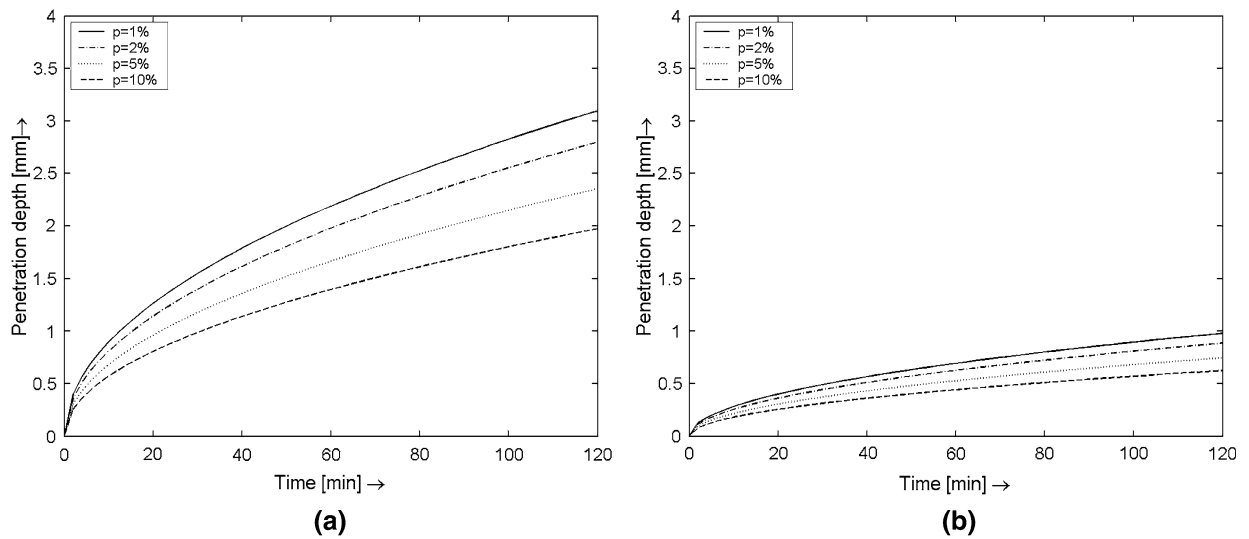 4
3.5
3
2.5
2
1.5
1
0.5
0
Penetration depth [mm]→
p=1%
p=2%
p=5%
p=10%
0 20 40 60 80 100 120
Time [min] →
(a)
4
3.5
3
2.5
2
1.5
1
0.5
0
Penetration depth [mm]→
p=1%
p=2%
p=5%
p=10%
0 20 40 60 80 100 120
Time [min] →
(b)